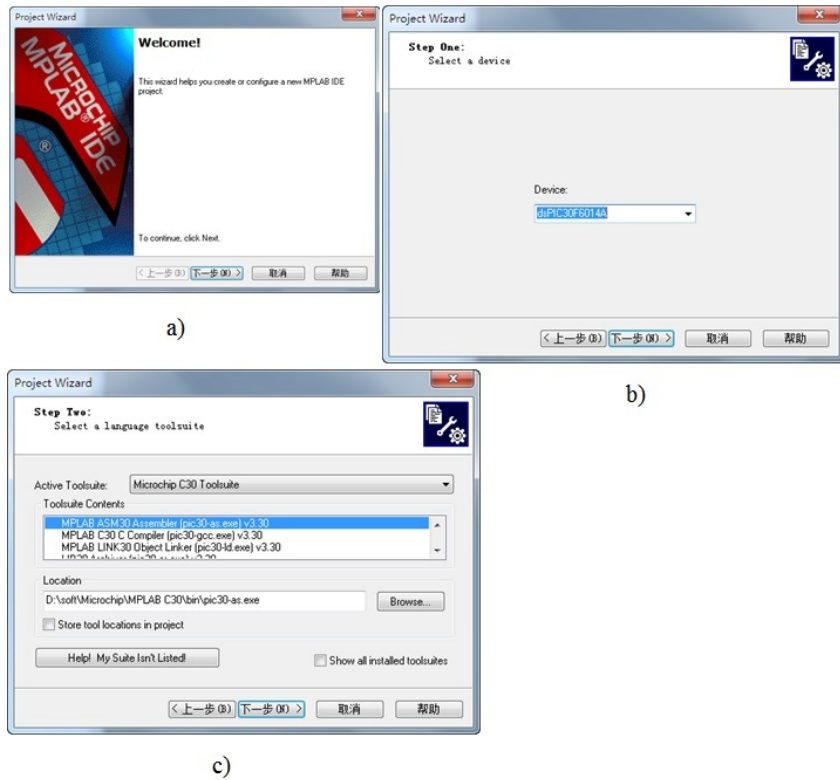 Project Wizard
Welcome!
This wizard helps you create or configure a new MPLAB IDE
project.
To continue, click Next.
MICROCHIP
MPLAB® IDE
®
< 上一步(B)
下一步(N) >
取消
帮助
a)
Project Wizard
Step One:
Select a device
Device:
dsPIC30F6014A
< 上一步(B)
下一步(N) >
取消
帮助
b)
Project Wizard
Step Two:
Select a language toolsuite
Active Toolsuite: Microchip C30 Toolsuite
Toolsuite Contents
MPLAB ASM30 Assembler (pic30-as.exe) v3.30
MPLAB C30 C Compiler (pic30-gcc.exe) v3.30
MPLAB LINK30 Object Linker (pic30-ld.exe) v3.30
Location
D:\soft\Microchip\MPLAB C30\bin\pic30-as.exe
Browse...
Store tool locations in project
Help! My Suite Isn't Listed!
Show all installed toolsuites
< 上一步(B)
下一步(N) >
取消
帮助
c)